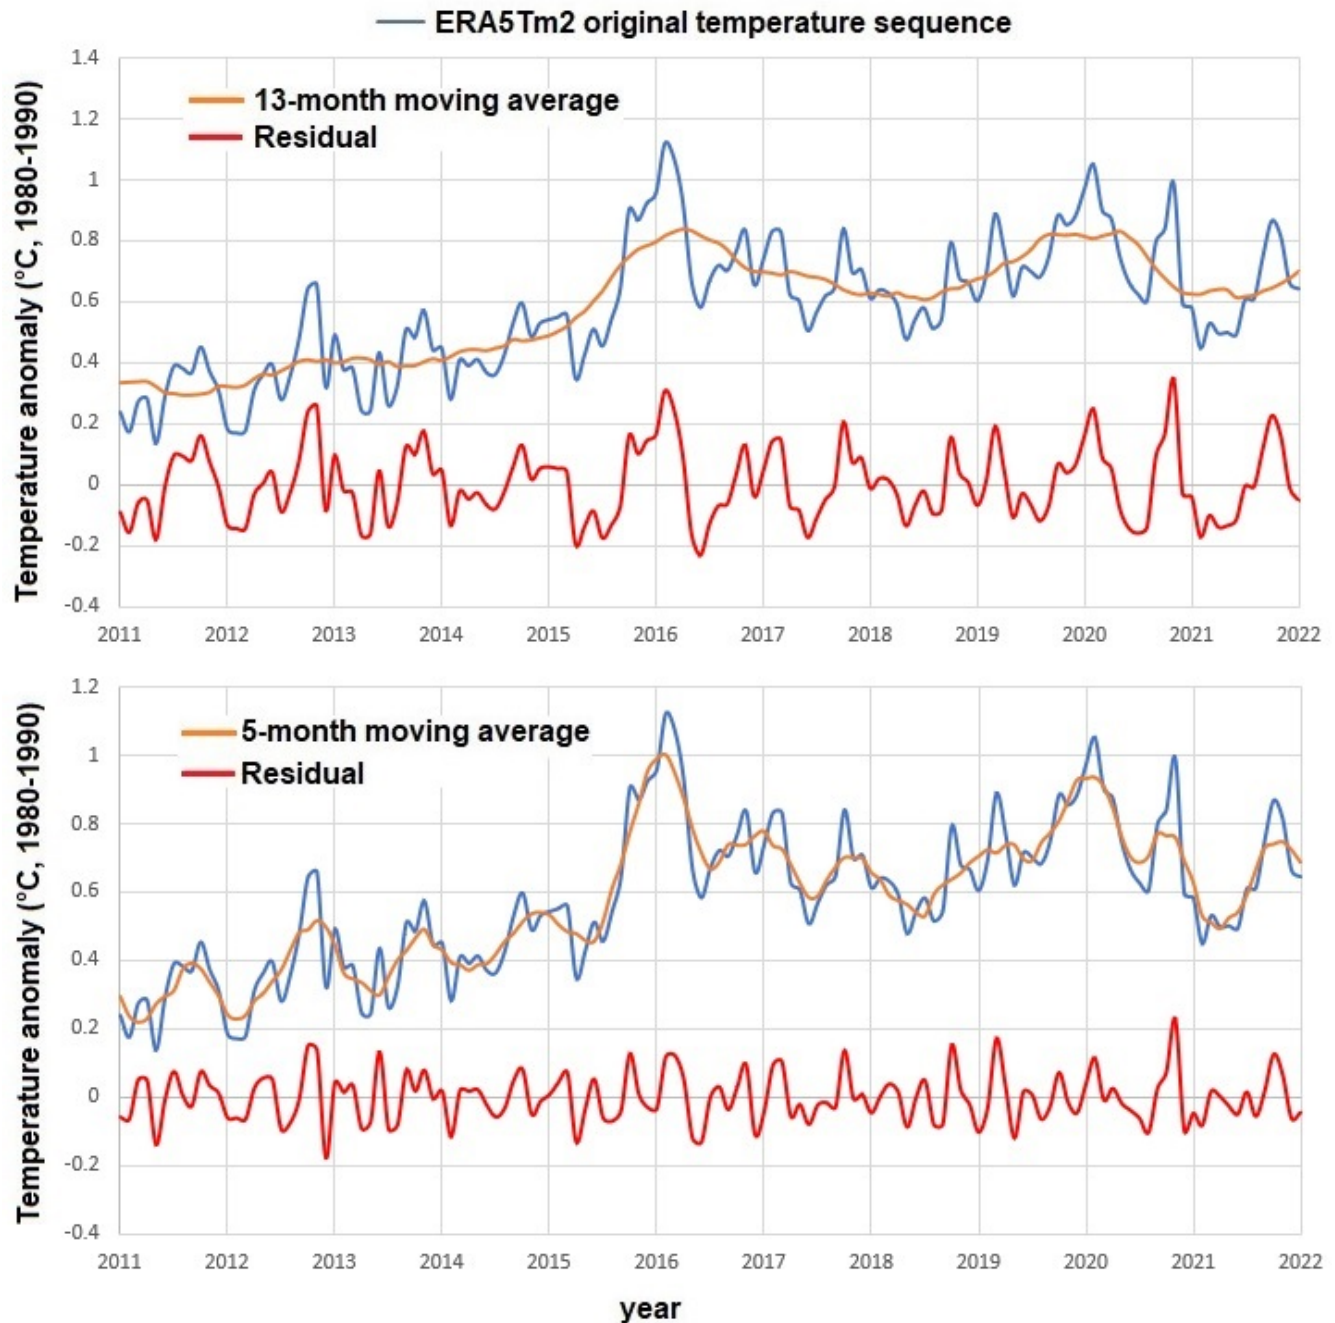 ERA5Tm2 original temperature sequence
Temperature anomaly (°C, 1980-1990)
13-month moving average
Residual
1.4
1.2
1
0.8
0.6
0.4
0.2
0
-0.2
-0.4
2011 2012 2013 2014 2015 2016 2017 2018 2019 2020 2021 2022
Temperature anomaly (°C, 1980-1990)
5-month moving average
Residual
1.2
1
0.8
0.6
0.4
0.2
0
-0.2
-0.4
2011 2012 2013 2014 2015 2016 2017 2018 2019 2020 2021 2022
year